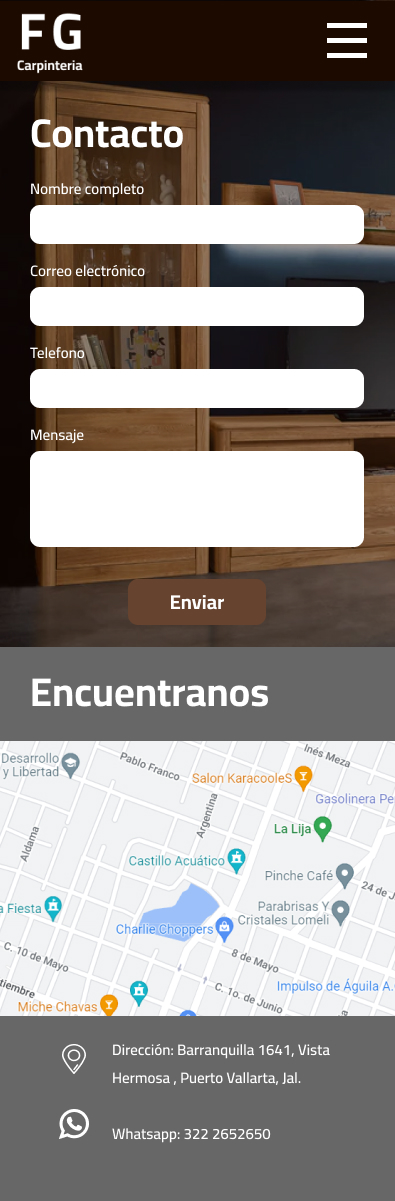 FG
Carpinteria
Contacto
Nombre completo
Correo electrónico
Telefono
Mensaje
Enviar
Encuentranos
Inés Meza
Desarrollo
y Libertad
Pablo Franco
Salon KaracooleS
Gasolinera Pe
Argentina
La Lija
Aldama
Castillo Acuático
Pinche Café
24 de J
a Fiesta
Parabrisas Y
Cristales Lomeli
Charlie Choppers
C. 10 de Mayo
8 de Mayo
tiembre
C. 1o. de Junio
Impulso de Águila A.C
Miche Chavas
Dirección: Barranquilla 1641, Vista
Hermosa , Puerto Vallarta, Jal.
Whatsapp: 322 2652650